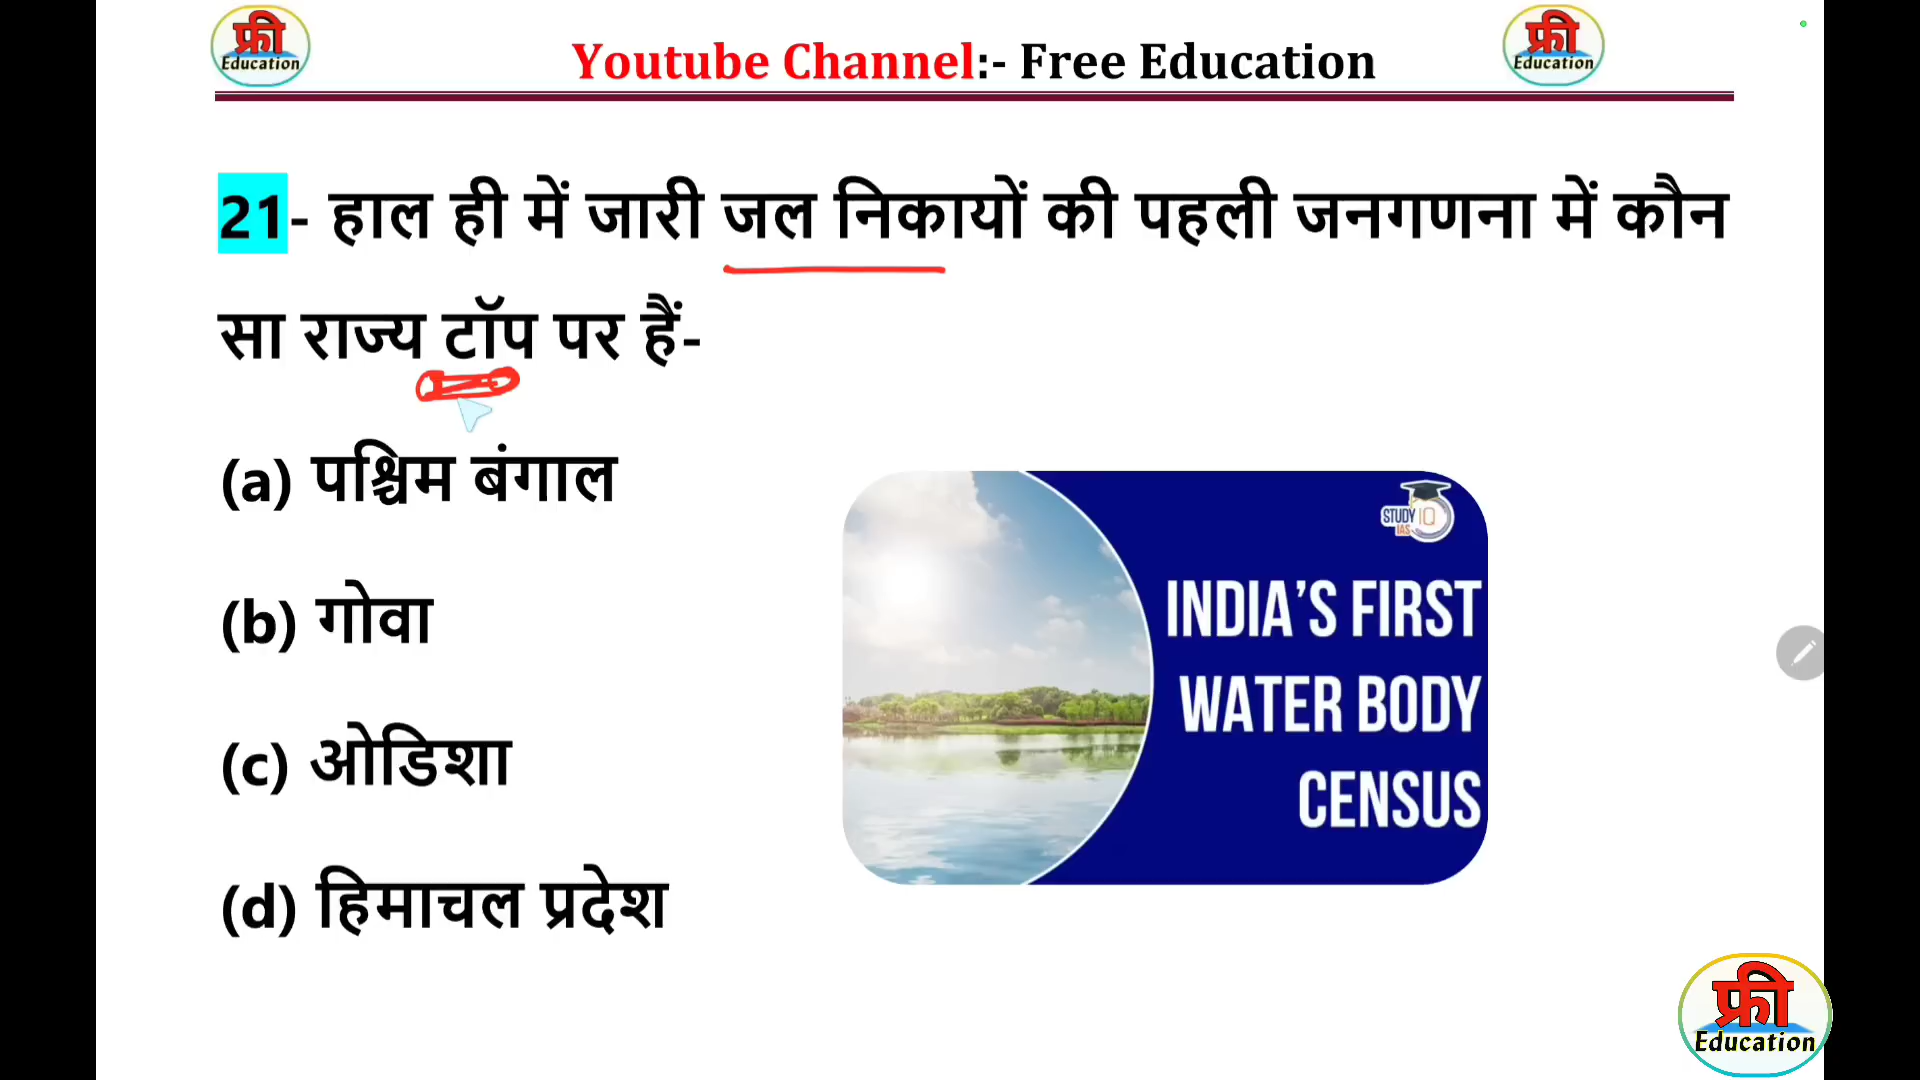 फ्री
Education
Youtube Channel:- Free Education
फ्री
Education
21- हाल ही में जारी जल निकायों की पहली जनगणना में कौन
सा राज्य टॉप पर हैं-
(a) पश्चिम बंगाल
(b) गोवा
(c) ओडिशा
(d) हिमाचल प्रदेश
STUDY IQ
IAS
INDIA'S FIRST
WATER BODY
CENSUS
फ्री
Education